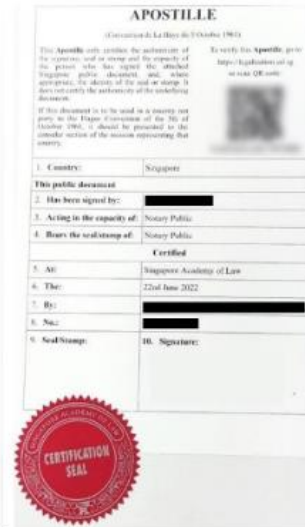 APOSTILLE
(Convention de La Haye du 5 Octobre 1961)
This Apostille only certifies the authenticity of
the signature, seal or stamp and the capacity of
the person who has signed the attached
Singapore public document and, where
appropriate, the identity of the seal or stamp. It
does not certify the authenticity of the underlying
document.
If this document is to be used in a country not
party to the Hague Convention of the 5th of
October 1961, it should be presented to the
consular section of the mission representing that
country.
To verify this Apostille, go to
https://legalisation.sal.sg
or scan QR code:
1. Country: Singapore
This public document
2. Has been signed by:
3. Acting in the capacity of: Notary Public
4. Bears the seal/stamp of: Notary Public
Certified
5. At: Singapore Academy of Law
6. The: 22nd June 2022
7. By:
8. No.:
9. Seal/Stamp: 10. Signature:
SINGAPORE ACADEMY OF LAW
CERTIFICATION
SEAL